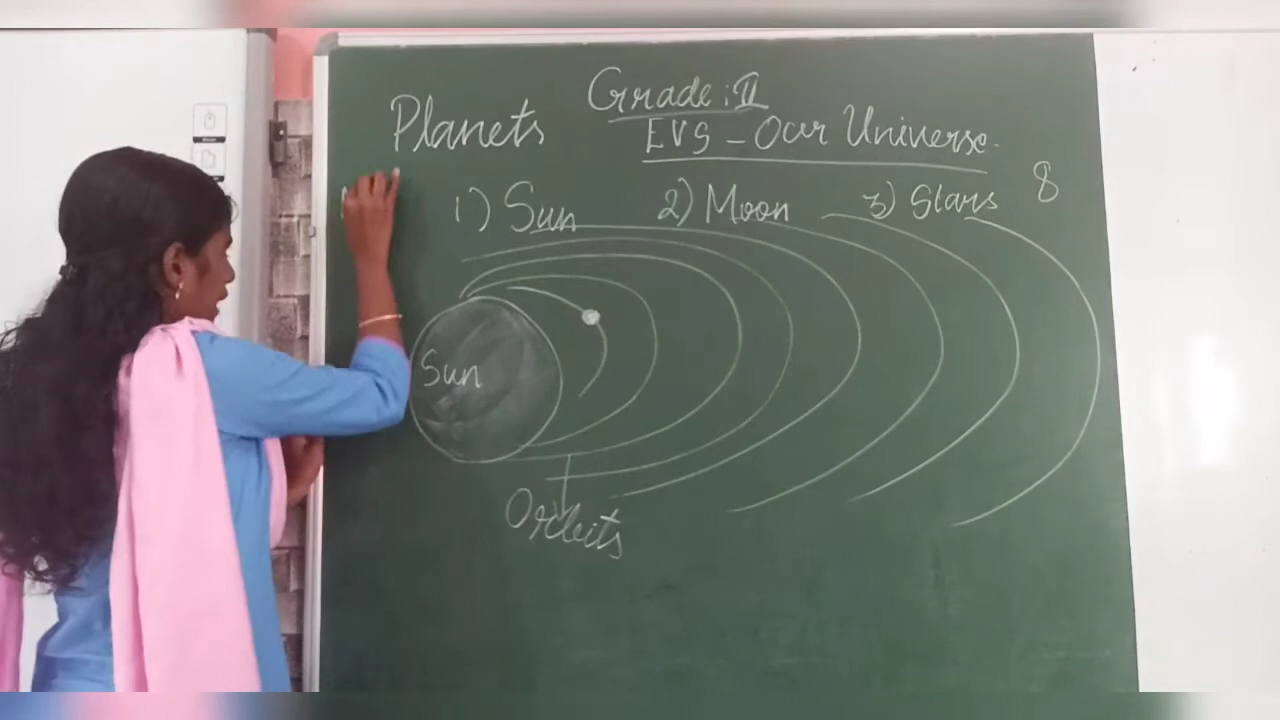 Grade : II
Planets
EVS - Our Universe.
1) Sun 2) Moon 3) Stars 8
Sun
Orbits